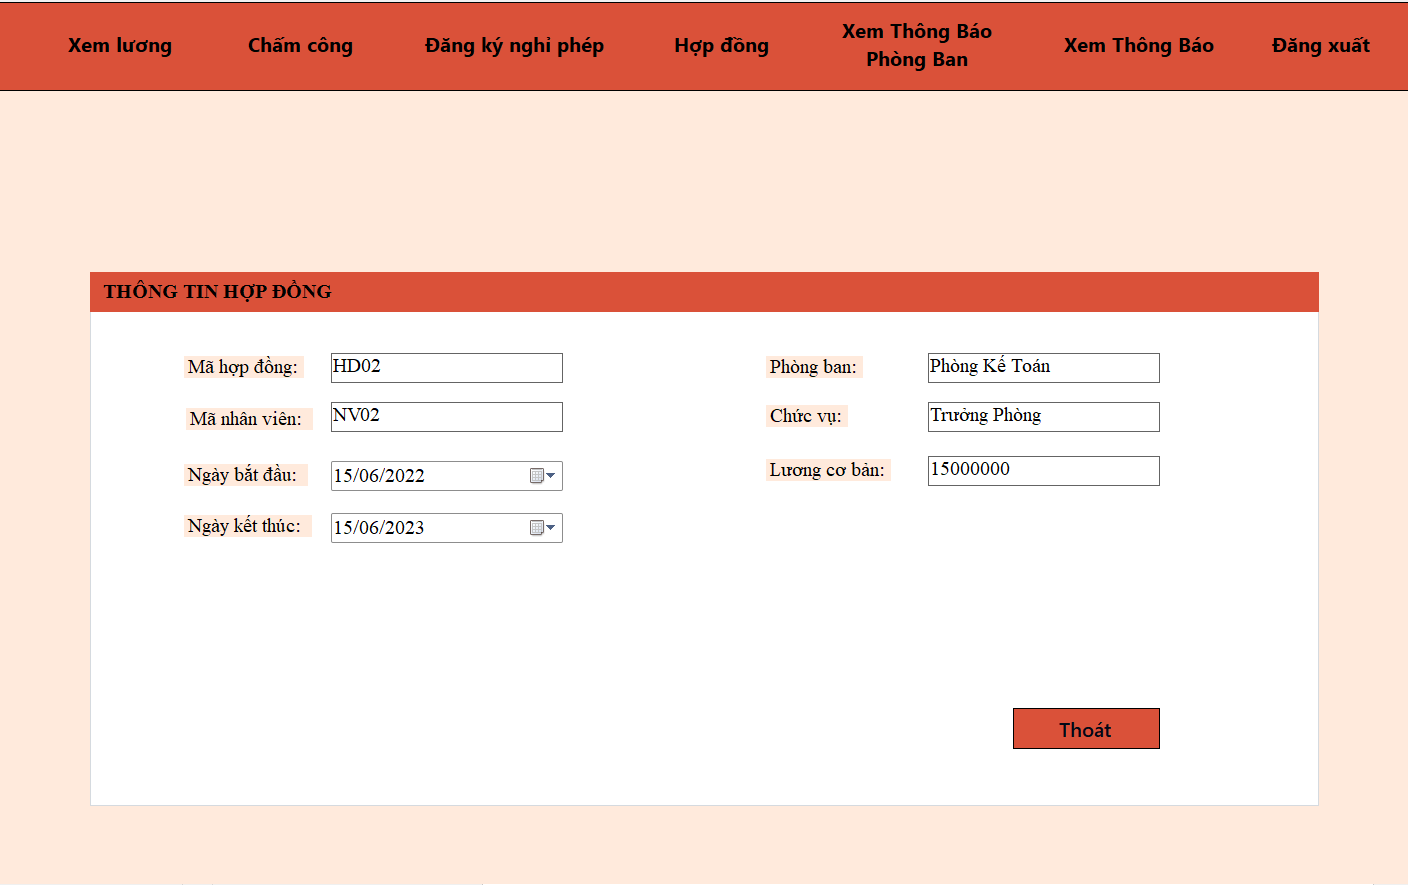 Xem lương
Chấm công
Đăng ký nghỉ phép
Hợp đồng
Xem Thông Báo
Phòng Ban
Xem Thông Báo
Đăng xuất
THÔNG TIN HỢP ĐỒNG
Mã hợp đồng: HD02
Phòng ban: Phòng Kế Toán
Mã nhân viên: NV02
Chức vụ: Trưởng Phòng
Ngày bắt đầu: 15/06/2022
Lương cơ bản: 15000000
Ngày kết thúc: 15/06/2023
Thoát